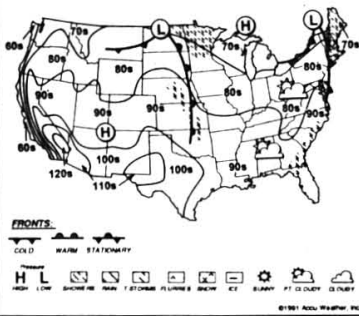 L H L
60s 70s 70s
80s 80s 80s
90s 80s
90s 90s 80s 90s
H
60s 100s
120s 100s 90s
110s
FRONTS:
COLD WARM STATIONARY
Pressure
H L
HIGH LOW SHOWERS RAIN T-STORMS FLURRIES SNOW ICE SUNNY PT. CLOUDY CLOUDY
©1991 Accu Weather, Inc